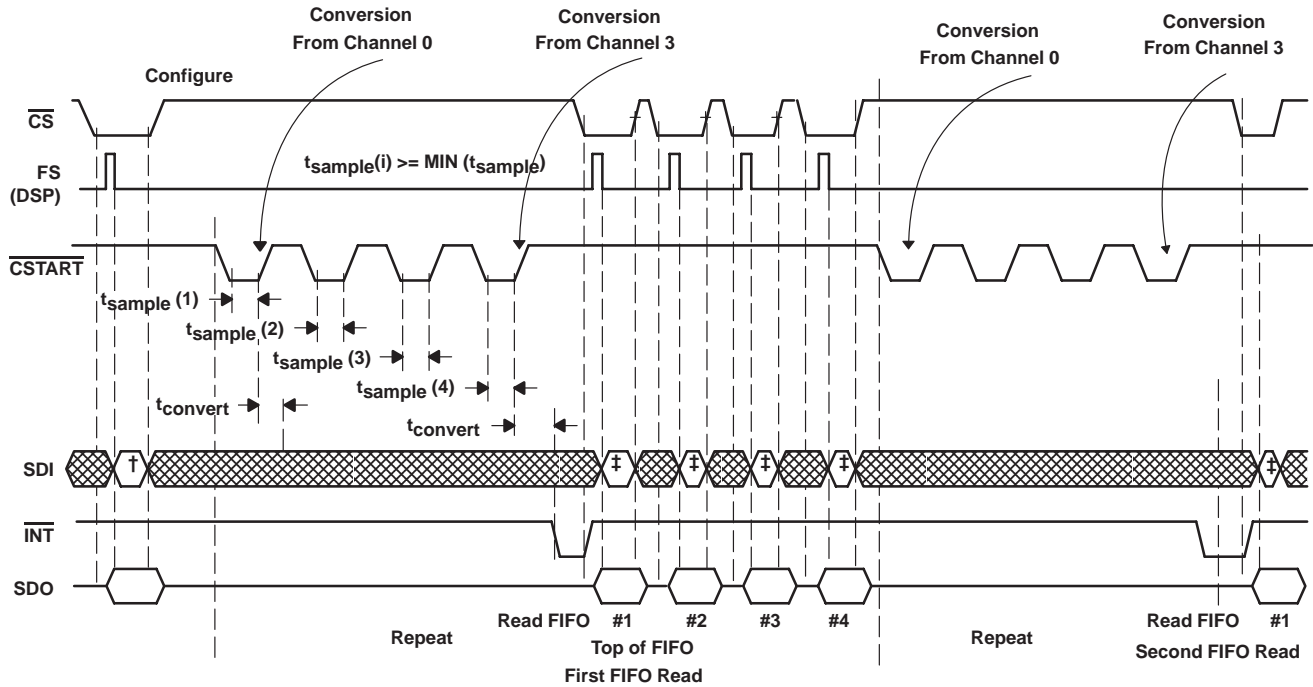 Conversion
From Channel 0
Conversion
From Channel 3
Conversion
From Channel 0
Conversion
From Channel 3
Configure
CS
FS
(DSP)
tsample(i) >= MIN (tsample)
CSTART
tsample (1)
tsample (2)
tsample (3)
tsample (4)
tconvert
tconvert
SDI
†
‡
‡
‡
‡
‡
INT
SDO
Repeat
Read FIFO
#1
#2
#3
#4
Top of FIFO
First FIFO Read
Repeat
Read FIFO
#1
Second FIFO Read